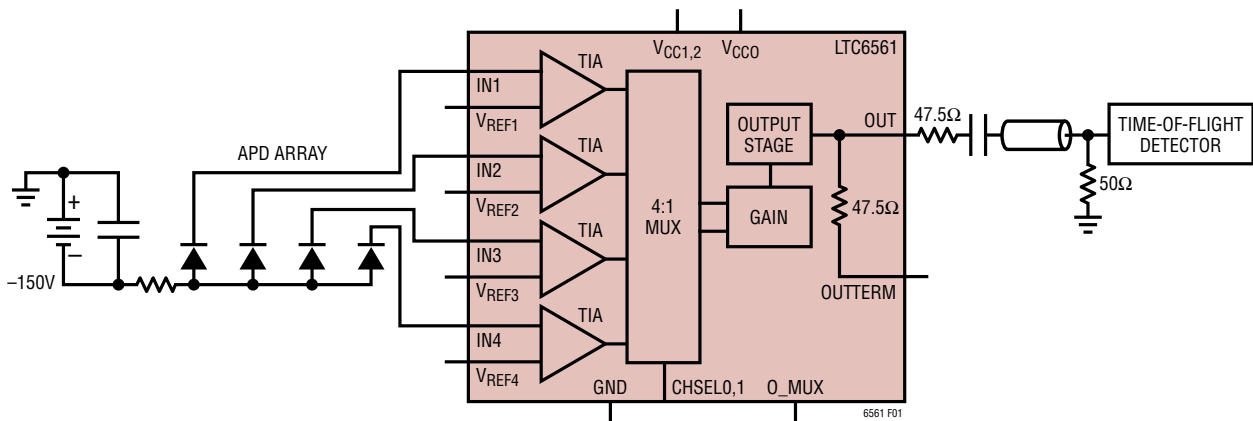 LTC6561
VCC1,2
VCCO
TIA
IN1
VREF1
TIA
IN2
VREF2
TIA
IN3
VREF3
TIA
IN4
VREF4
APD ARRAY
+
–
–150V
4:1
MUX
OUTPUT
STAGE
GAIN
OUT
47.5Ω
OUTTERM
47.5Ω
50Ω
TIME-OF-FLIGHT
DETECTOR
GND
CHSEL0,1
O_MUX
6561 F01